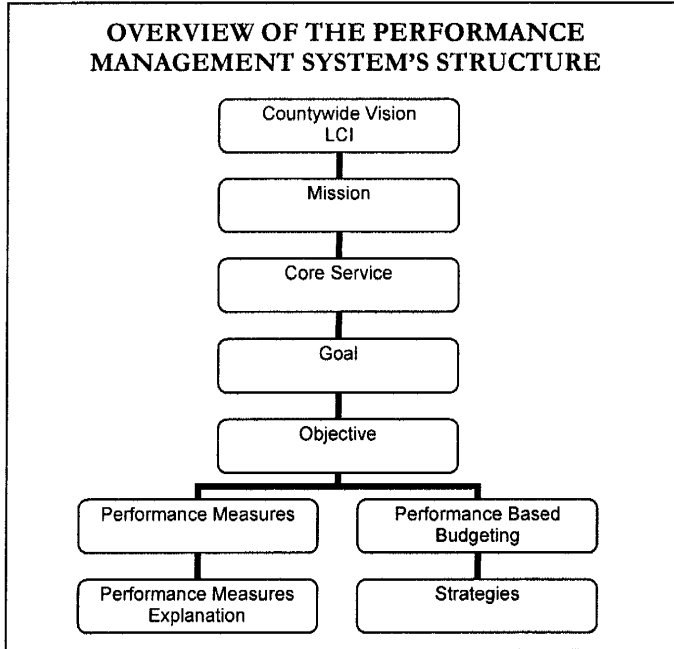 OVERVIEW OF THE PERFORMANCE
MANAGEMENT SYSTEM'S STRUCTURE
Countywide Vision
LCI
Mission
Core Service
Goal
Objective
Performance Measures
Performance Based
Budgeting
Performance Measures
Explanation
Strategies